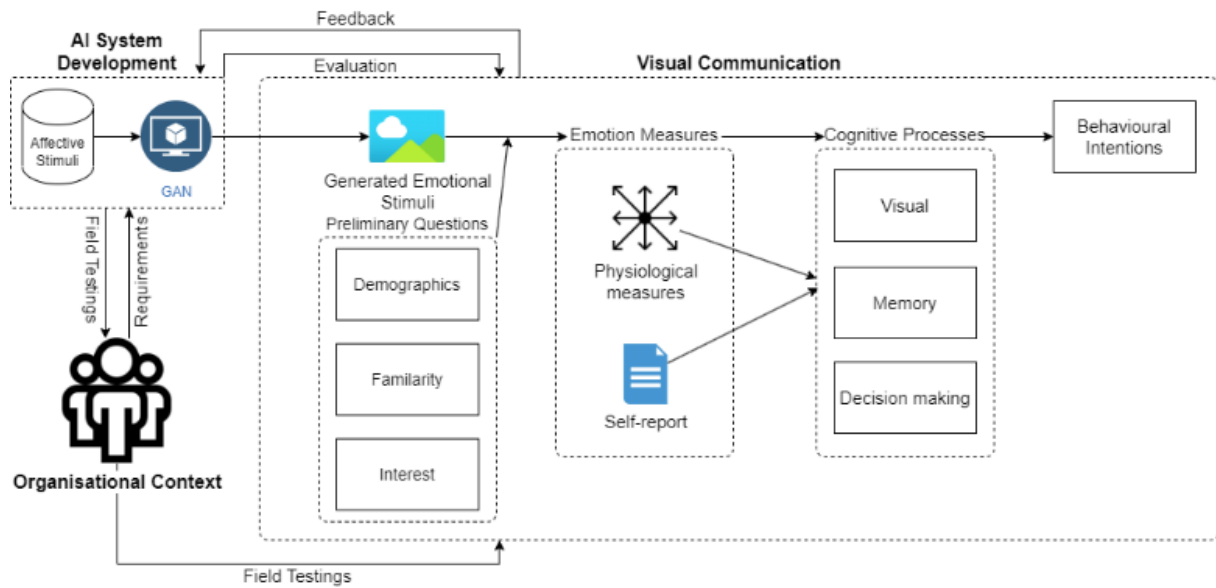 Feedback
AI System
Development
Evaluation
Visual Communication
Affective
Stimuli
GAN
Generated Emotional
Stimuli
Preliminary Questions
Demographics
Familarity
Interest
Emotion Measures
Physiological
measures
Self-report
Cognitive Processes
Visual
Memory
Decision making
Behavioural
Intentions
Field Testings
Requirements
Organisational Context
Field Testings